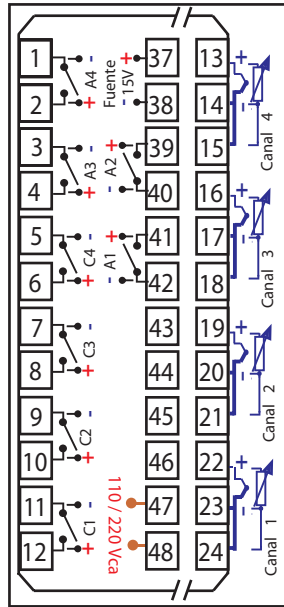 1 - + 37 13 +
2 + A4 - 38 14 -
Fuente
15V
15
Canal 4
3 - + 39 16 +
4 + A3 A2 - 40 17 -
18
Canal 3
5 - + 41 19 +
6 + C4 A1 - 42 20 -
21
Canal 2
7 - 43 22 +
8 + C3 44 23 -
24
Canal 1
9 - 45
10 + C2 46
11 - 47
12 + C1 48
110 / 220 Vca